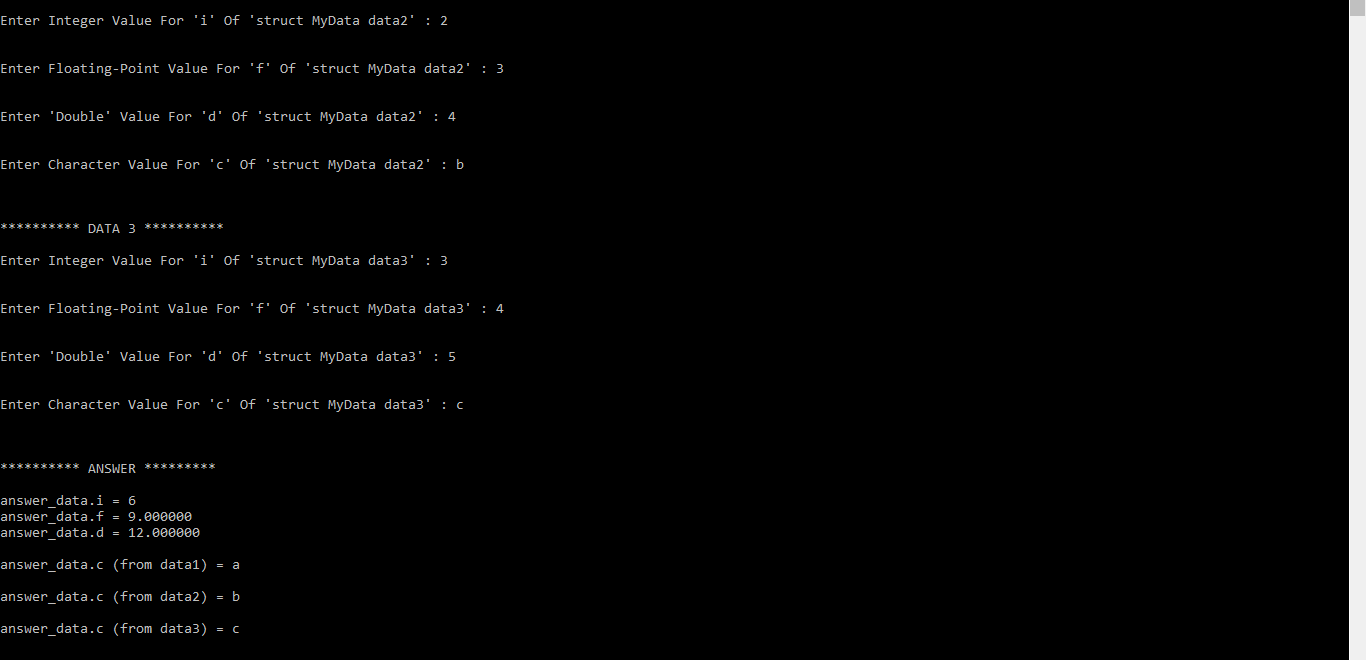 Enter Integer Value For 'i' Of 'struct MyData data2' : 2
Enter Floating-Point Value For 'f' Of 'struct MyData data2' : 3
Enter 'Double' Value For 'd' Of 'struct MyData data2' : 4
Enter Character Value For 'c' Of 'struct MyData data2' : b
********** DATA 3 **********
Enter Integer Value For 'i' Of 'struct MyData data3' : 3
Enter Floating-Point Value For 'f' Of 'struct MyData data3' : 4
Enter 'Double' Value For 'd' Of 'struct MyData data3' : 5
Enter Character Value For 'c' Of 'struct MyData data3' : c
********** ANSWER *********
answer_data.i = 6
answer_data.f = 9.000000
answer_data.d = 12.000000
answer_data.c (from data1) = a
answer_data.c (from data2) = b
answer_data.c (from data3) = c